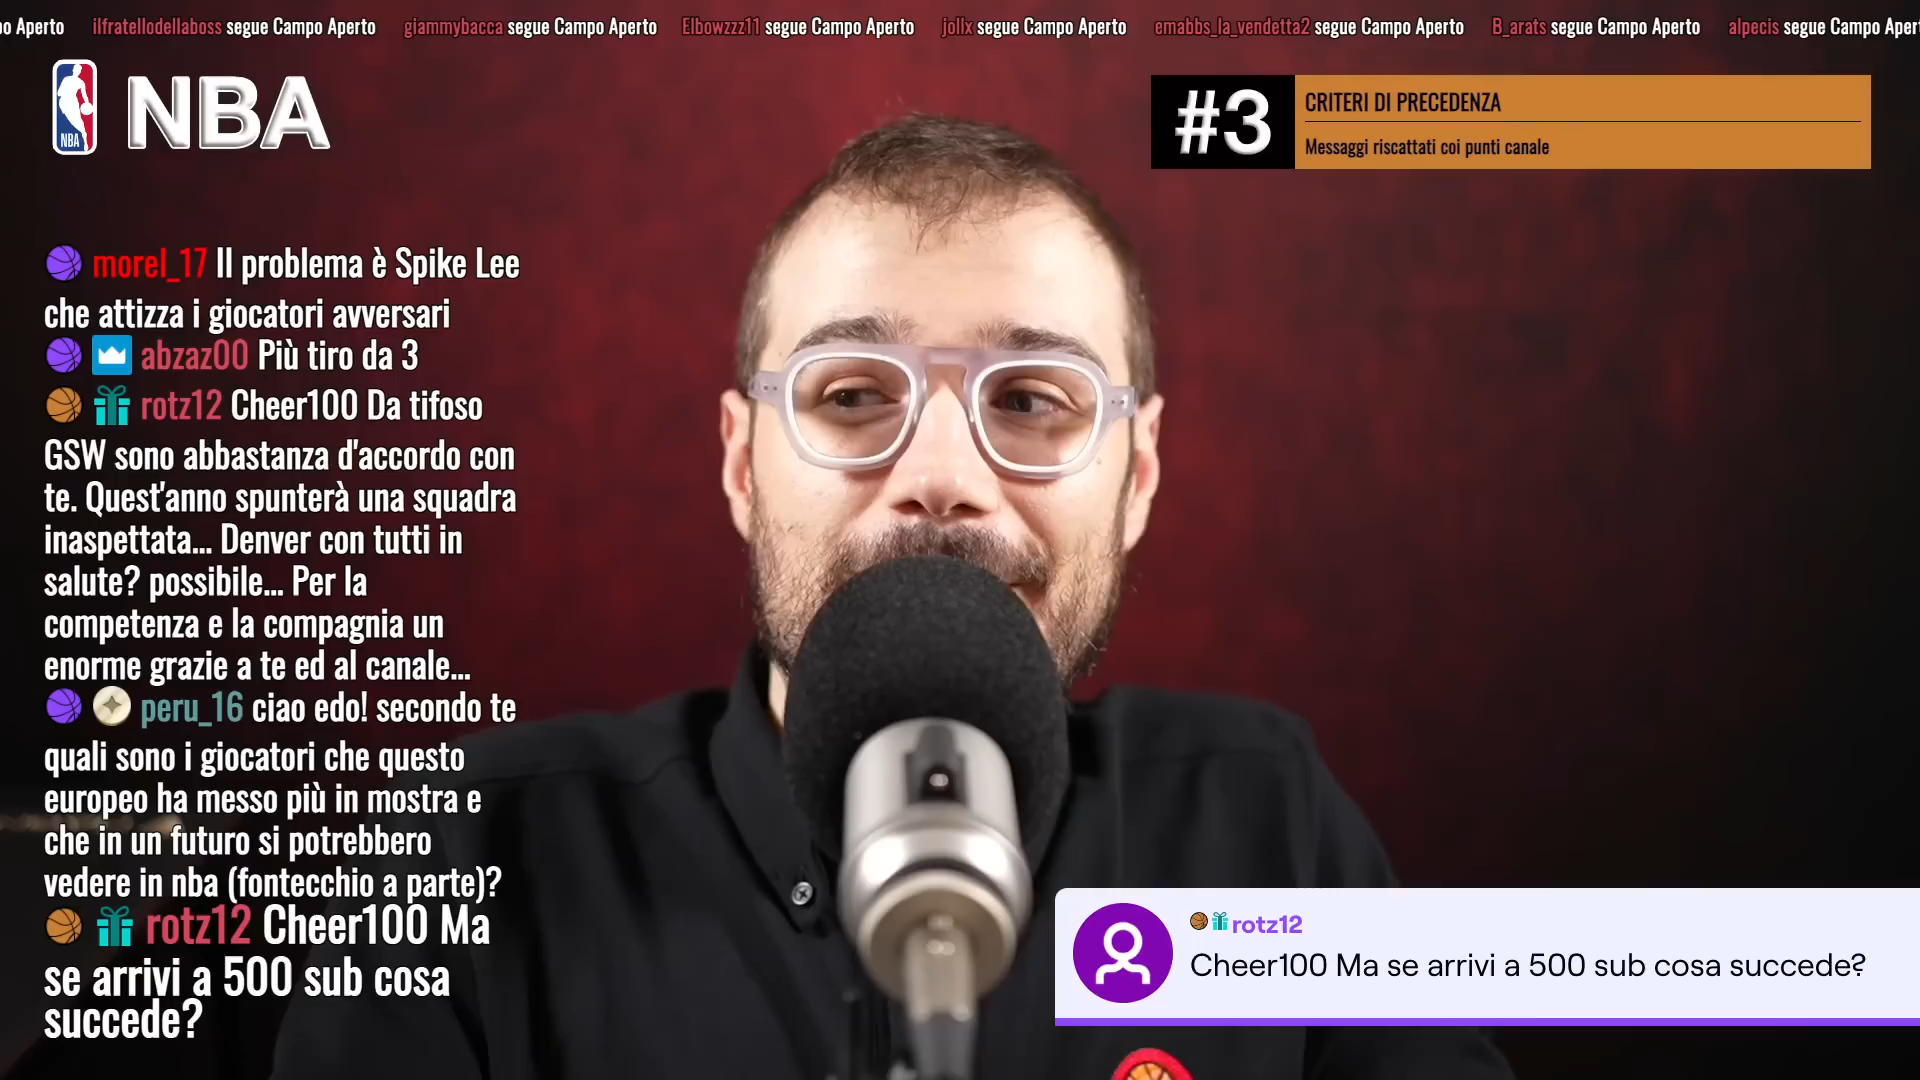 po Aperto ilfratellodellaboss segue Campo Aperto giammybacca segue Campo Aperto Elbowzzz11 segue Campo Aperto jollx segue Campo Aperto emabbs_la_vendetta2 segue Campo Aperto B_arats segue Campo Aperto alpecis segue Campo Aper
NBA NBA
#3 CRITERI DI PRECEDENZA
Messaggi riscattati coi punti canale
morel_17 Il problema è Spike Lee
che attizza i giocatori avversari
abzaz00 Più tiro da 3
rotz12 Cheer100 Da tifoso
GSW sono abbastanza d'accordo con
te. Quest'anno spunterà una squadra
inaspettata... Denver con tutti in
salute? possibile... Per la
competenza e la compagnia un
enorme grazie a te ed al canale...
peru_16 ciao edo! secondo te
quali sono i giocatori che questo
europeo ha messo più in mostra e
che in un futuro si potrebbero
vedere in nba (fontecchio a parte)?
rotz12 Cheer100 Ma
se arrivi a 500 sub cosa
succede?
rotz12
Cheer100 Ma se arrivi a 500 sub cosa succede?